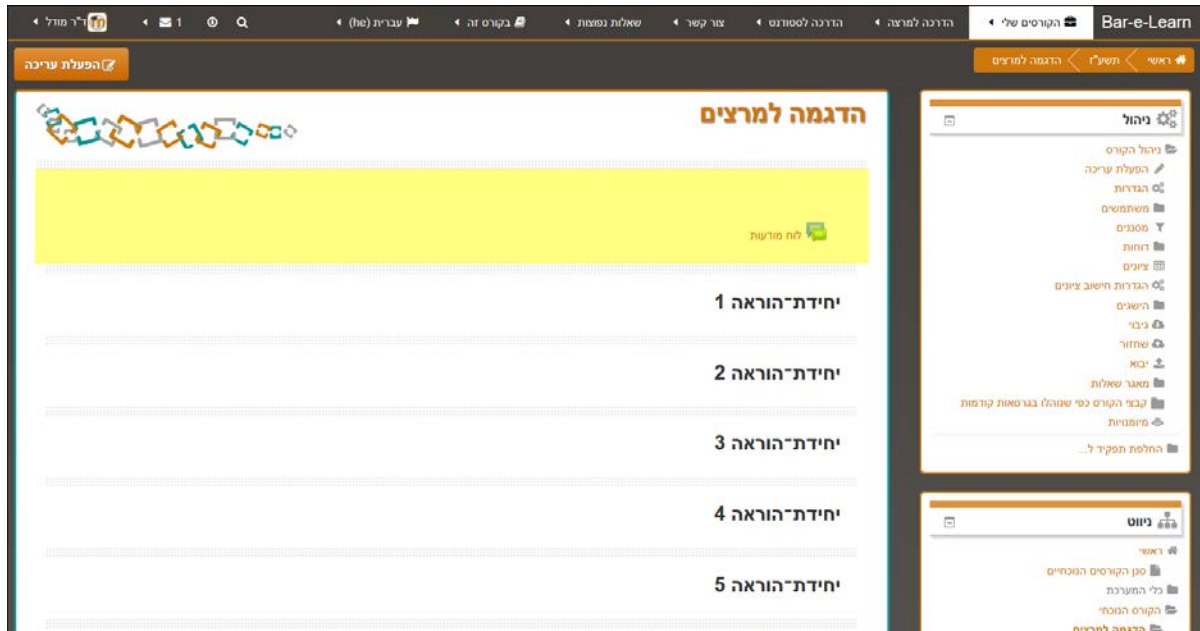 Bar-e-Learn הקורסים שלי הדרכה למרצה הדרכה לסטודנט צור קשר שאלות נפוצות בקורס זה עברית (he) 1 ד"ר מודל
ראשי תשע"ז הדגמה למרצים
הפעלת עריכה
ניהול
ניהול הקורס
הפעלת עריכה
הגדרות
משתמשים
מסננים
דוחות
ציונים
הגדרות חישוב ציונים
הישגים
גיבוי
שחזור
יבוא
מאגר שאלות
קבצי הקורס כפי שנוהלו בגרסאות קודמות
מיומנויות
החלפת תפקיד ל...
ניווט
ראשי
סנן הקורסים הנוכחיים
כלי המערכת
הקורס הנוכחי
הדגמה למרצים
הדגמה למרצים
לוח מודעות
יחידת־הוראה 1
יחידת־הוראה 2
יחידת־הוראה 3
יחידת־הוראה 4
יחידת־הוראה 5